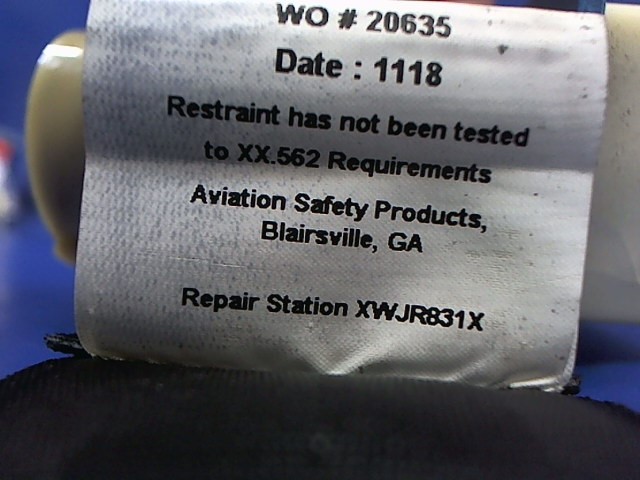 WO # 20635
Date : 1118
Restraint has not been tested
to XX.562 Requirements
Aviation Safety Products,
Blairsville, GA
Repair Station XWJR831X